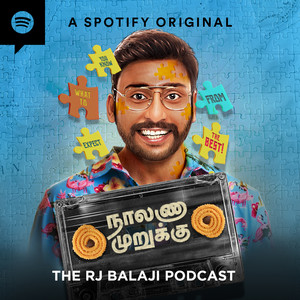 A SPOTIFY ORIGINAL
YOU
KNOW
WHAT TO
FROM
EXPECT
THE
BEST!
நாலணா
முறுக்கு
THE RJ BALAJI PODCAST